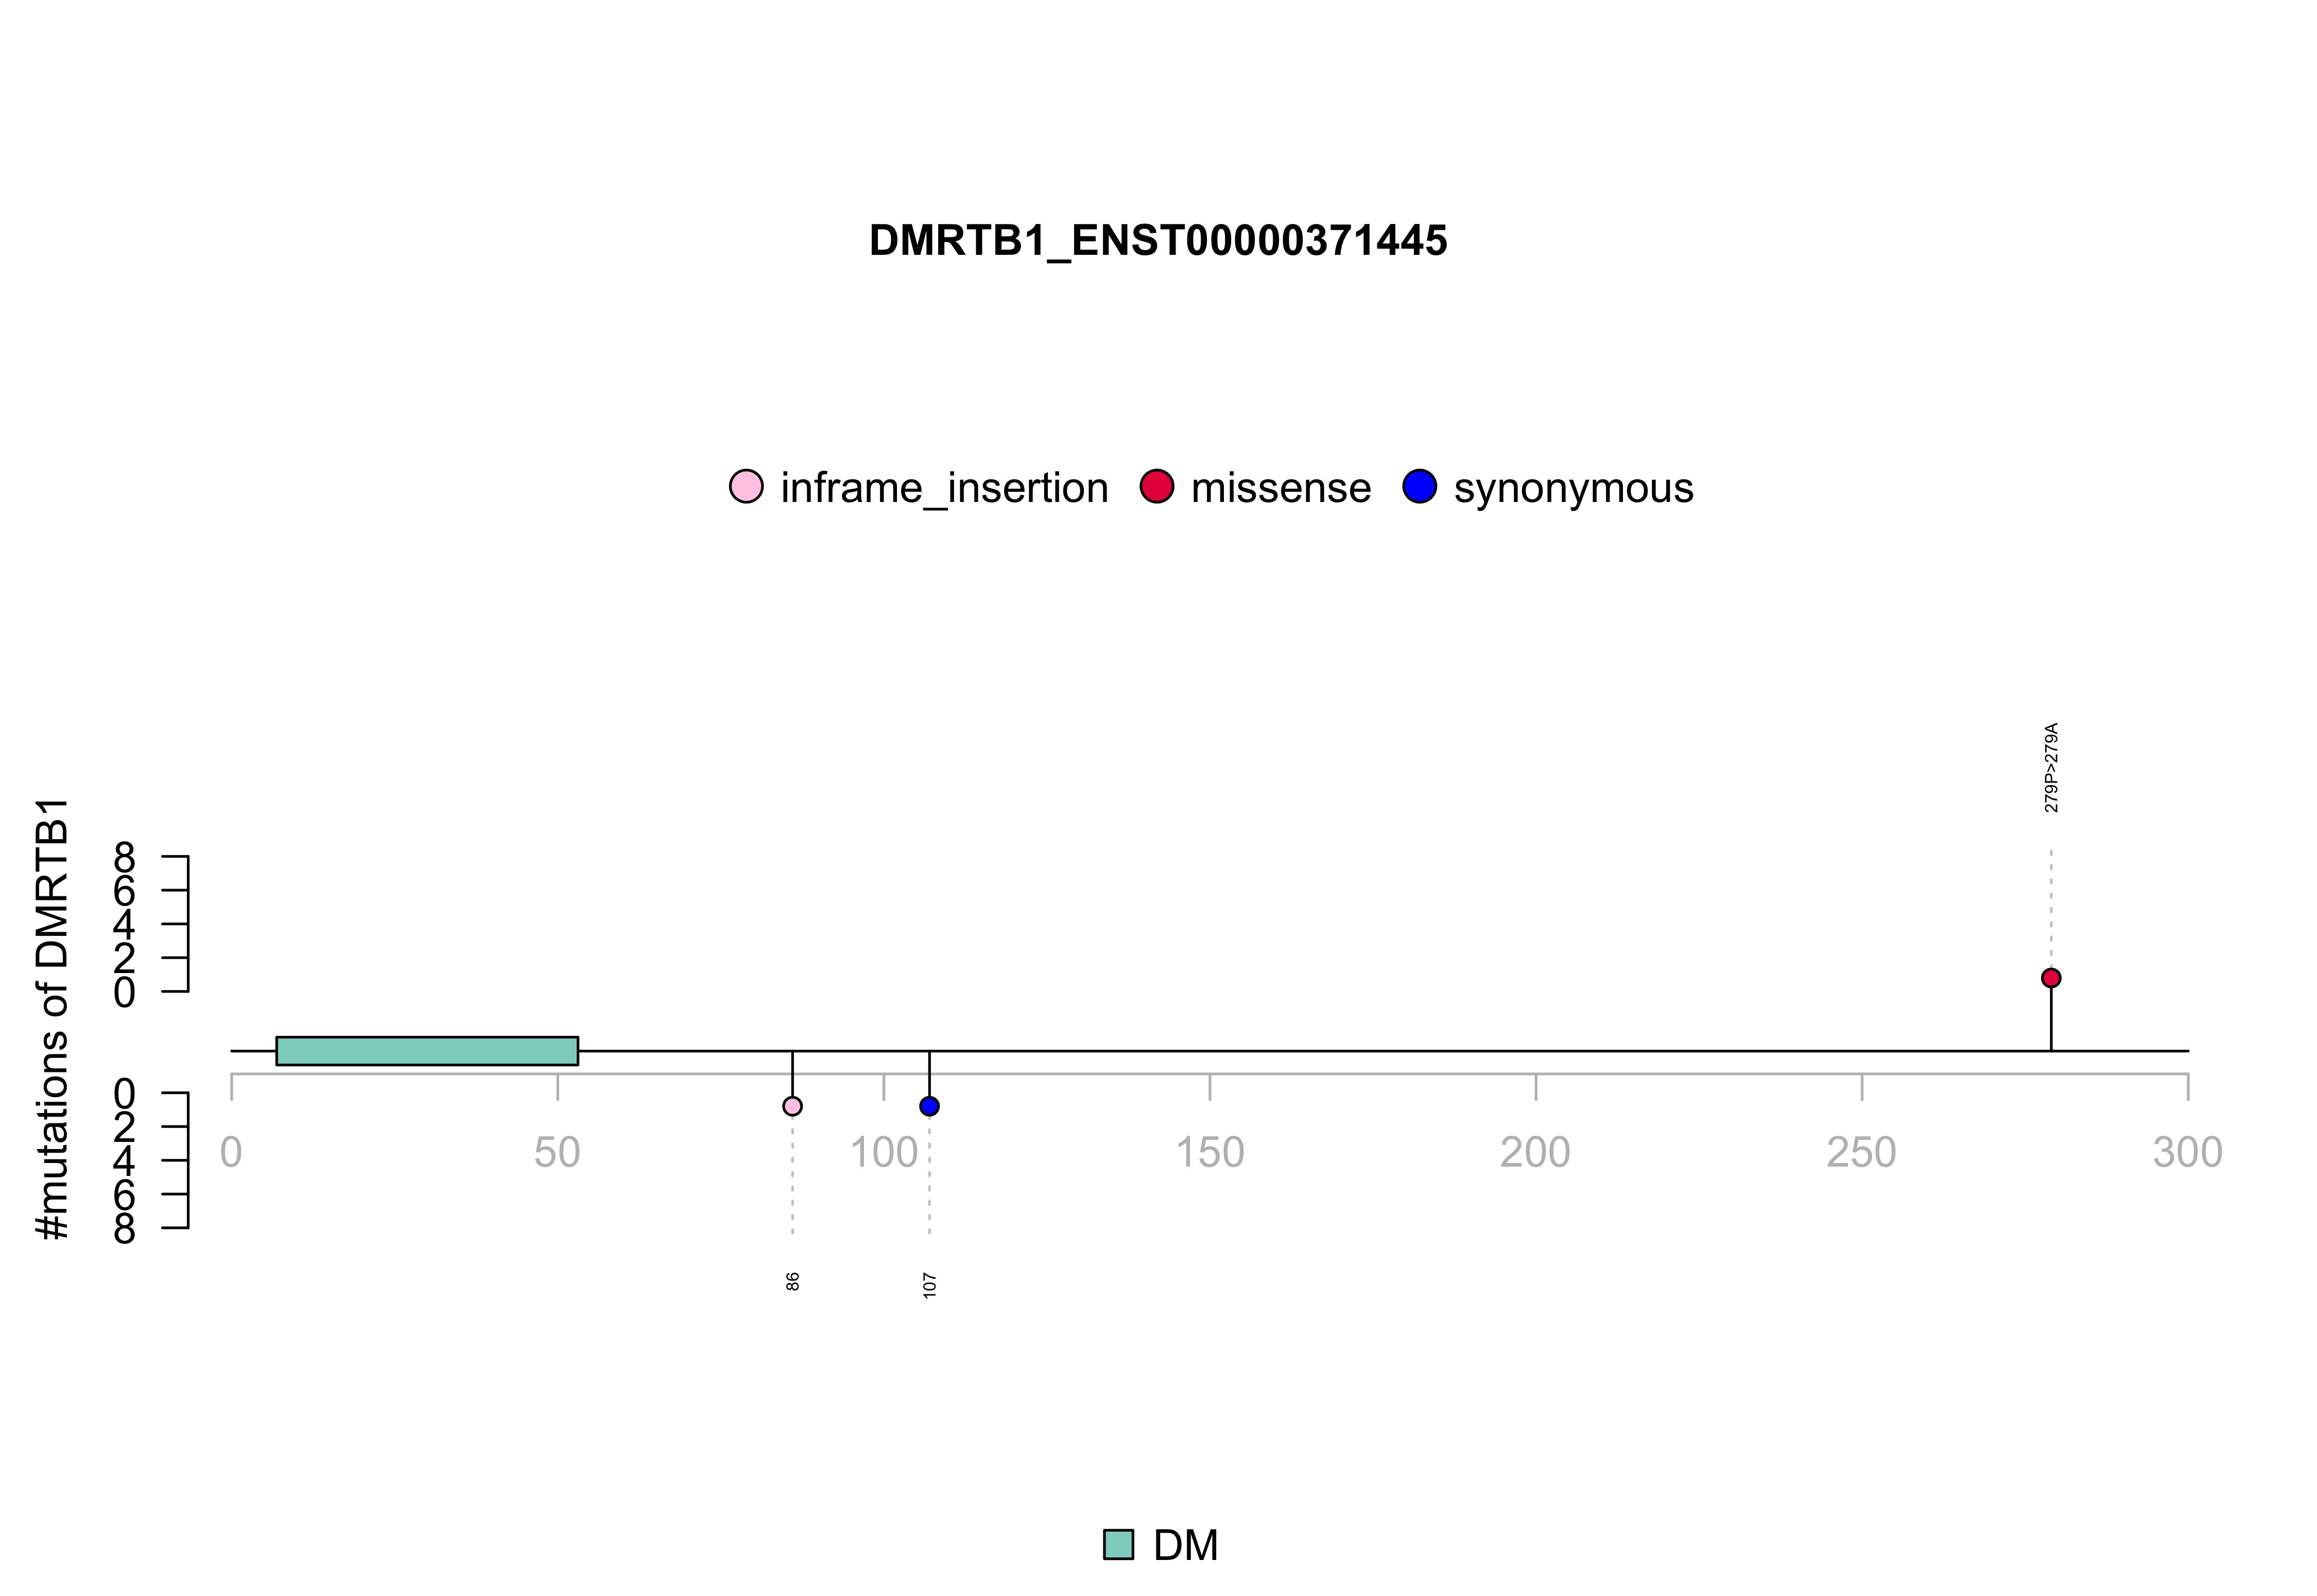 DMRTB1_ENST00000371445
inframe_insertion missense synonymous
279P>279A
#mutations of DMRTB1
8
6
4
2
0
0
2
4
6
8
0 50 100 150 200 250 300
86 107
DM